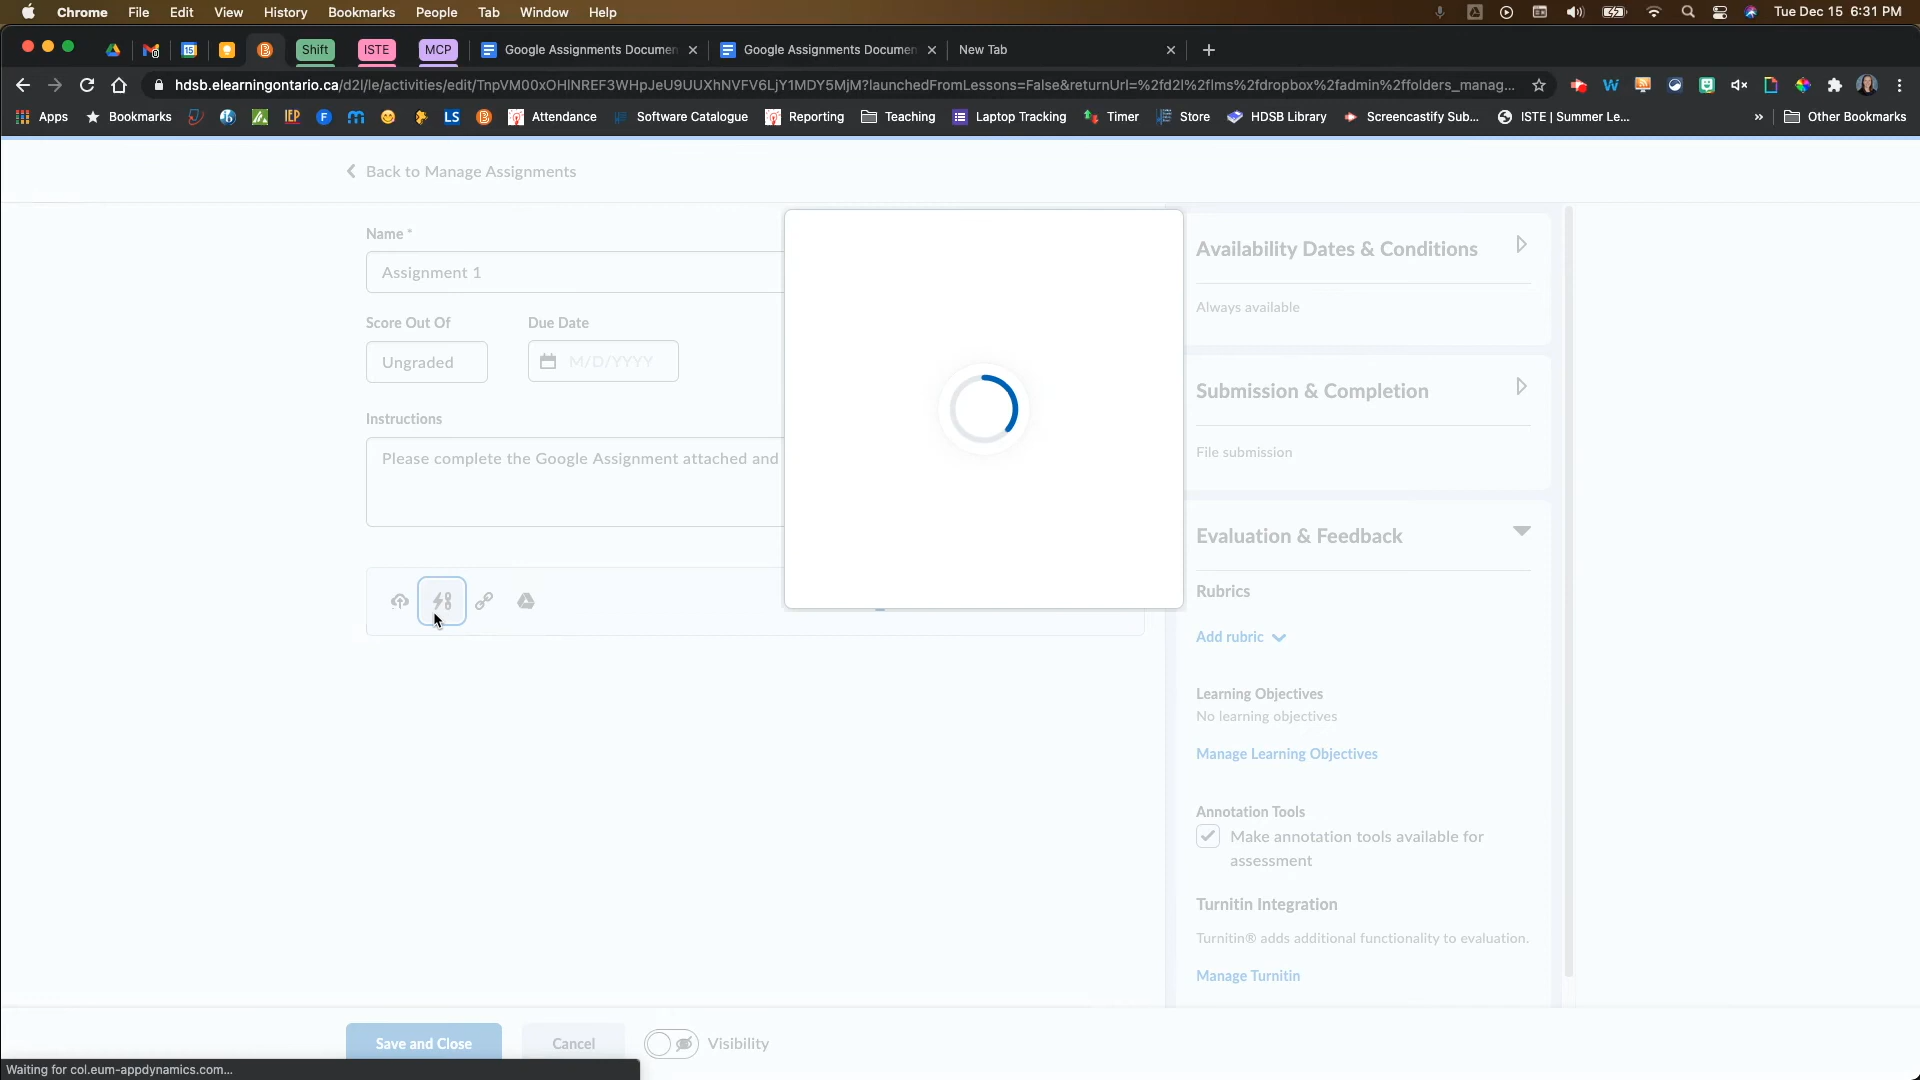 Chrome File Edit View History Bookmarks People Tab Window Help Tue Dec 15 6:31 PM
Shift ISTE MCP Google Assignments Documen Google Assignments Documen New Tab
hdsb.elearningontario.ca/d2l/le/activities/edit/TnpVM00xOHlNREF3WHpJeU9UUXhNVFV6LjY1MDY5MjM?launchedFromLessons=False&returnUrl=%2fd2l%2flms%2fdropbox%2fadmin%2ffolders_manag...
Apps Bookmarks IEP LS Attendance Software Catalogue Reporting Teaching Laptop Tracking Timer Store HDSB Library Screencastify Sub... ISTE | Summer Le... » Other Bookmarks
Back to Manage Assignments
Name *
Assignment 1
Score Out Of Due Date
Ungraded M/D/YYYY
Instructions
Please complete the Google Assignment attached and
Availability Dates & Conditions
Always available
Submission & Completion
File submission
Evaluation & Feedback
Rubrics
Add rubric
Learning Objectives
No learning objectives
Manage Learning Objectives
Annotation Tools
Make annotation tools available for
assessment
Turnitin Integration
Turnitin® adds additional functionality to evaluation.
Manage Turnitin
Save and Close Cancel Visibility
Waiting for col.eum-appdynamics.com...